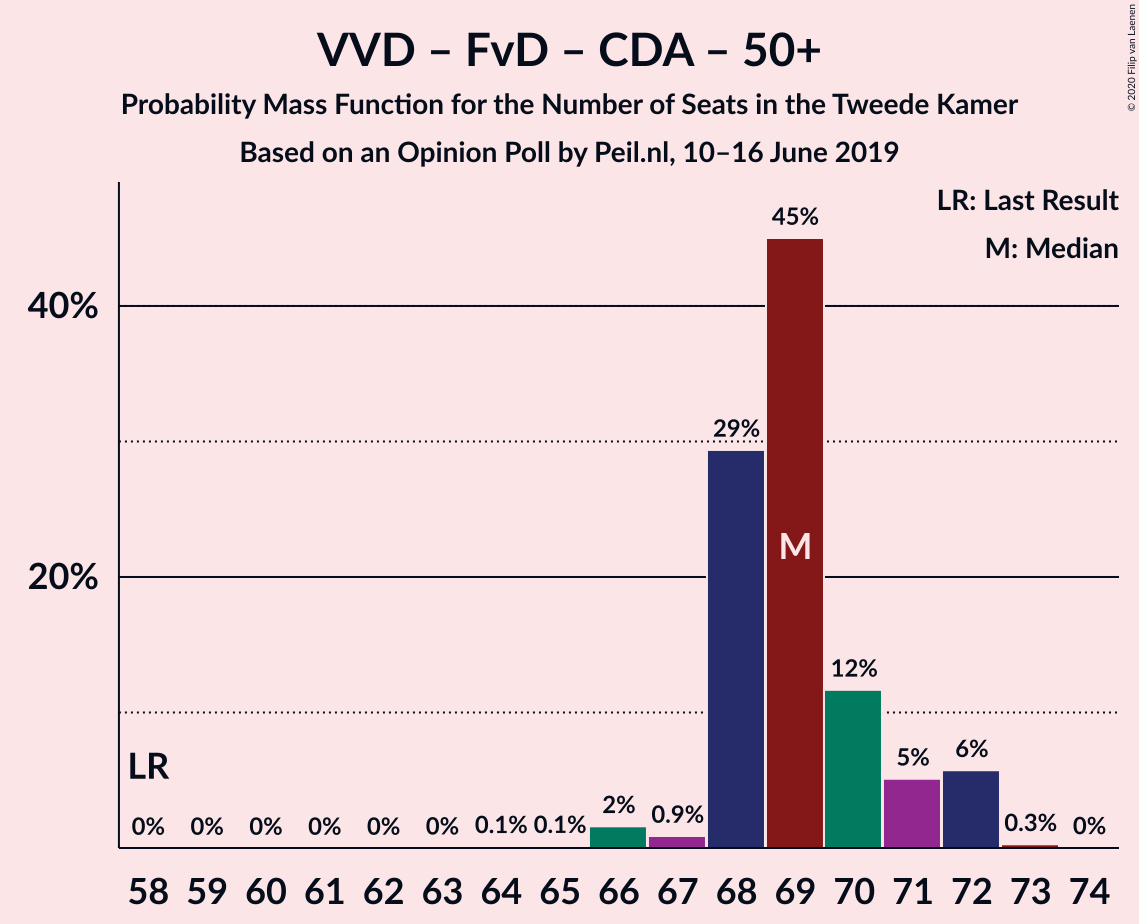 VVD – FvD – CDA – 50+
Probability Mass Function for the Number of Seats in the Tweede Kamer
Based on an Opinion Poll by Peil.nl, 10–16 June 2019
© 2020 Filip van Laenen
LR: Last Result
M: Median
40%
20%
LR
M
0% 0% 0% 0% 0% 0% 0.1% 0.1% 2% 0.9% 29% 45% 12% 5% 6% 0.3% 0%
58 59 60 61 62 63 64 65 66 67 68 69 70 71 72 73 74